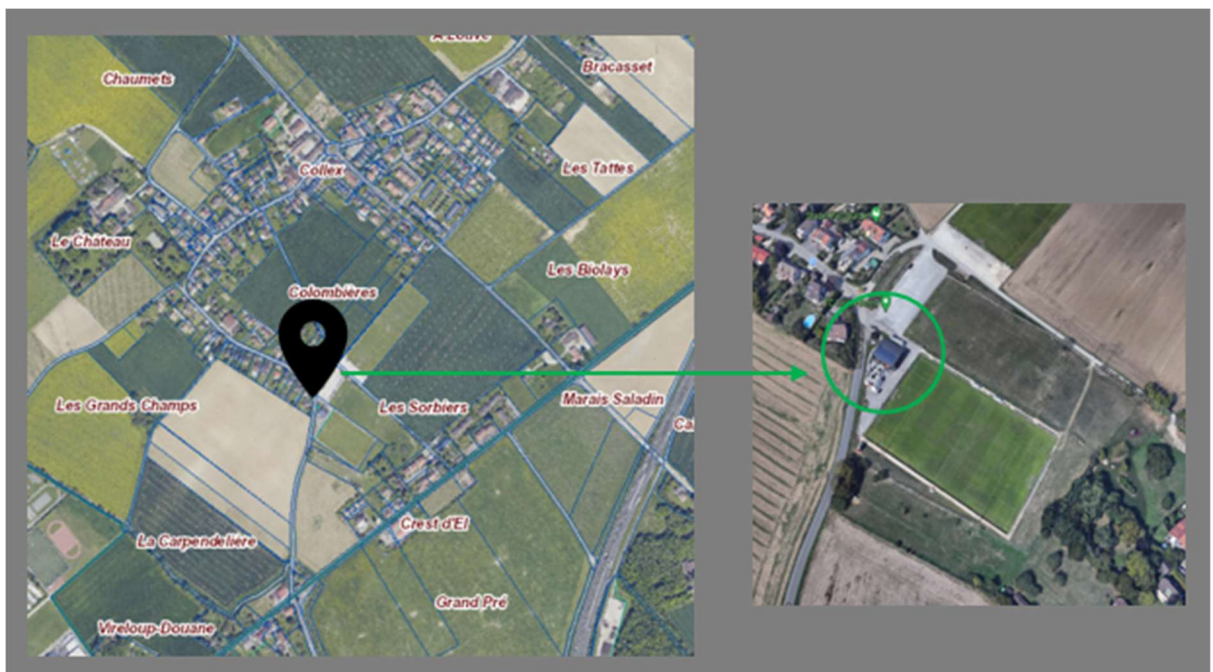 Chaumets
Bracasset
Collex
Les Tattes
Le Château
Les Biolays
Colombières
Les Grands Champs
Les Sorbiers
Marais Saladin
Crest d'El
La Carpendelière
Grand Pré
Vireloup-Douane